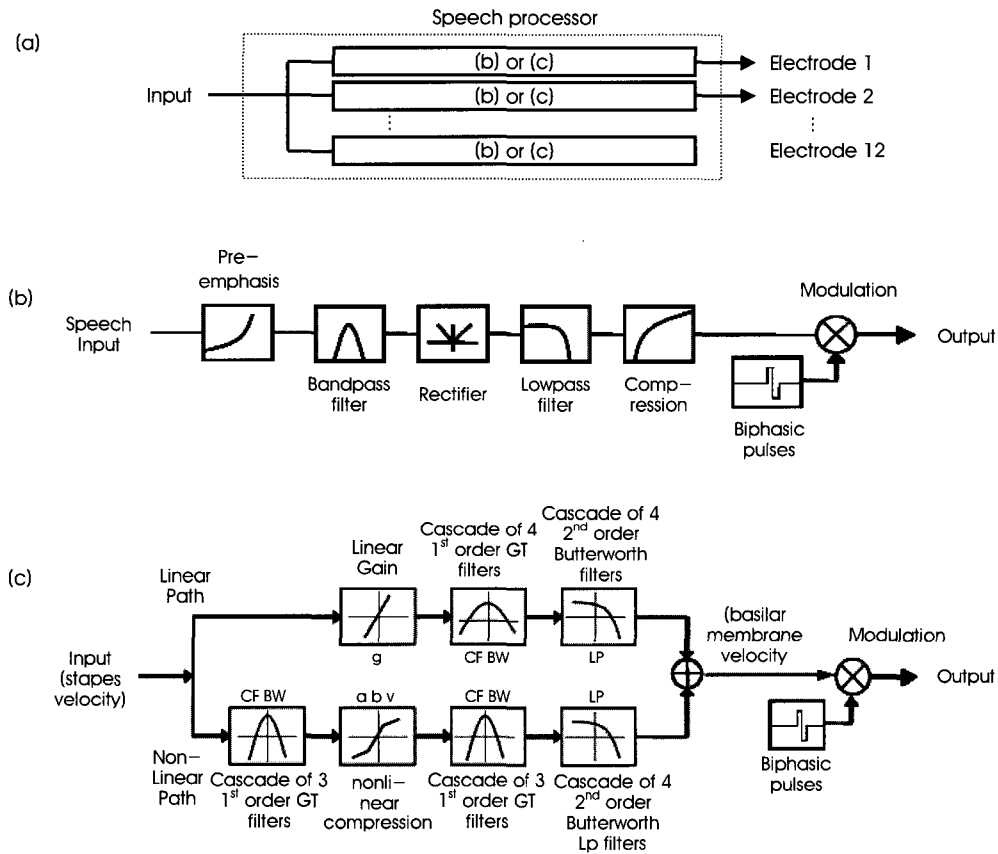 (a)
Speech processor
Input
(b) or (c)
Electrode 1
(b) or (c)
Electrode 2
(b) or (c)
Electrode 12
(b)
Pre-
emphasis
Speech
Input
Bandpass
filter
Rectifier
Lowpass
filter
Comp-
ression
Modulation
Biphasic
pulses
Output
(c)
Linear
Path
Linear
Gain
g
Cascade of 4
1st order GT
filters
CF BW
Cascade of 4
2nd order
Butterworth
filters
LP
Input
(stapes
velocity)
Non-
Linear
Path
CF BW
Cascade of 3
1st order GT
filters
a b v
nonli-
near
compression
CF BW
Cascade of 3
1st order GT
filters
LP
Cascade of 4
2nd order
Butterworth
Lp filters
(basilar
membrane
velocity)
Modulation
Biphasic
pulses
Output